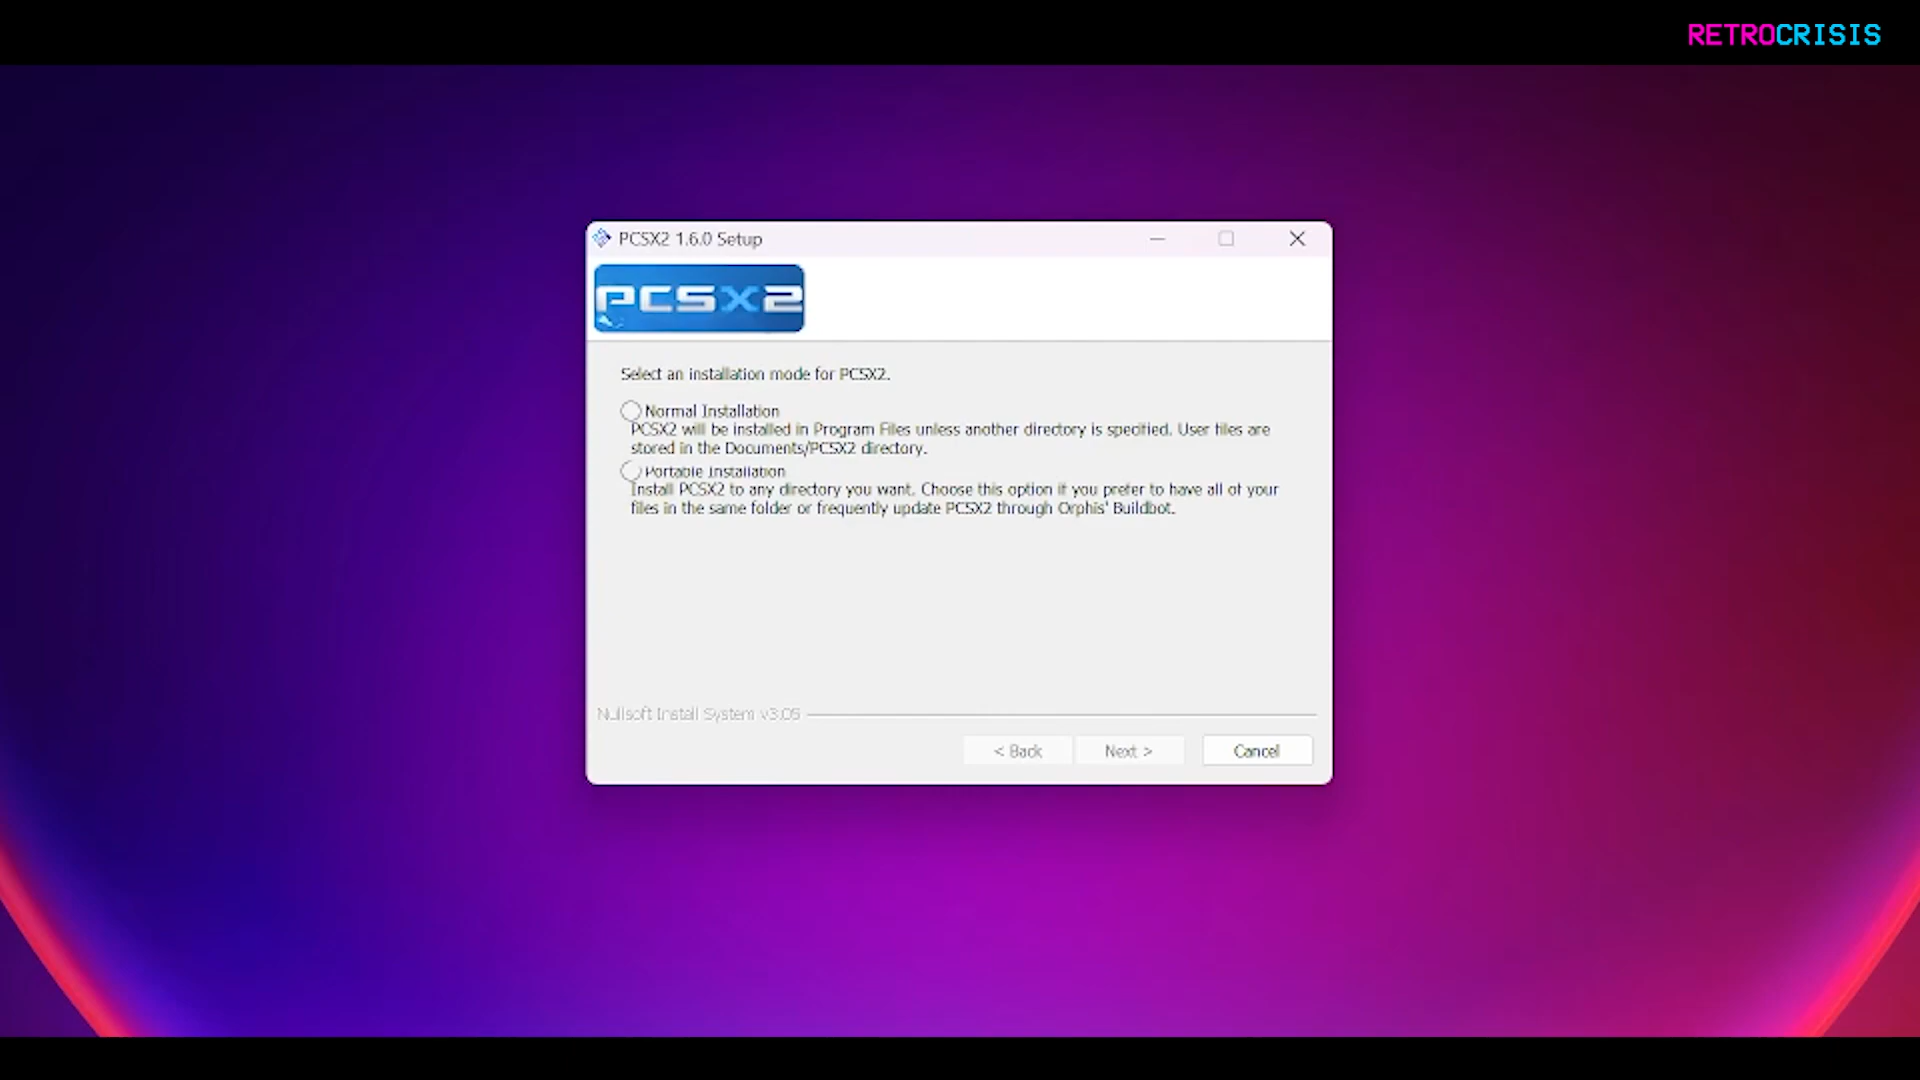 RETROCRISIS
PCSX2 1.6.0 Setup
PCSX2
Select an installation mode for PCSX2.
Normal Installation
PCSX2 will be installed in Program Files unless another directory is specified. User files are
stored in the Documents/PCSX2 directory.
Portable Installation
Install PCSX2 to any directory you want. Choose this option if you prefer to have all of your
files in the same folder or frequently update PCSX2 through Orphis' Buildbot.
Nullsoft Install System v3.05
< Back Next > Cancel